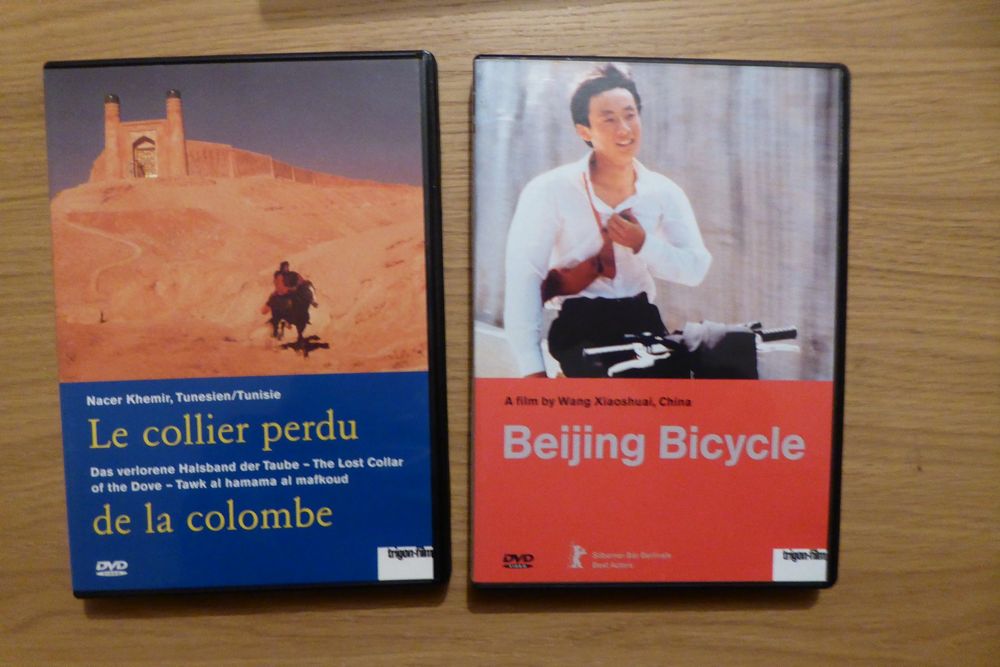 Nacer Khemir, Tunesien/Tunisie
Le collier perdu
Das verlorene Halsband der Taube – The Lost Collar
of the Dove – Tawk al hamama al mafkoud
de la colombe
DVD
VIDEO
trigon-film
A film by Wang Xiaoshuai, China
Beijing Bicycle
DVD
VIDEO
Silberner Bär Berlinale
Best Actors
trigon-film